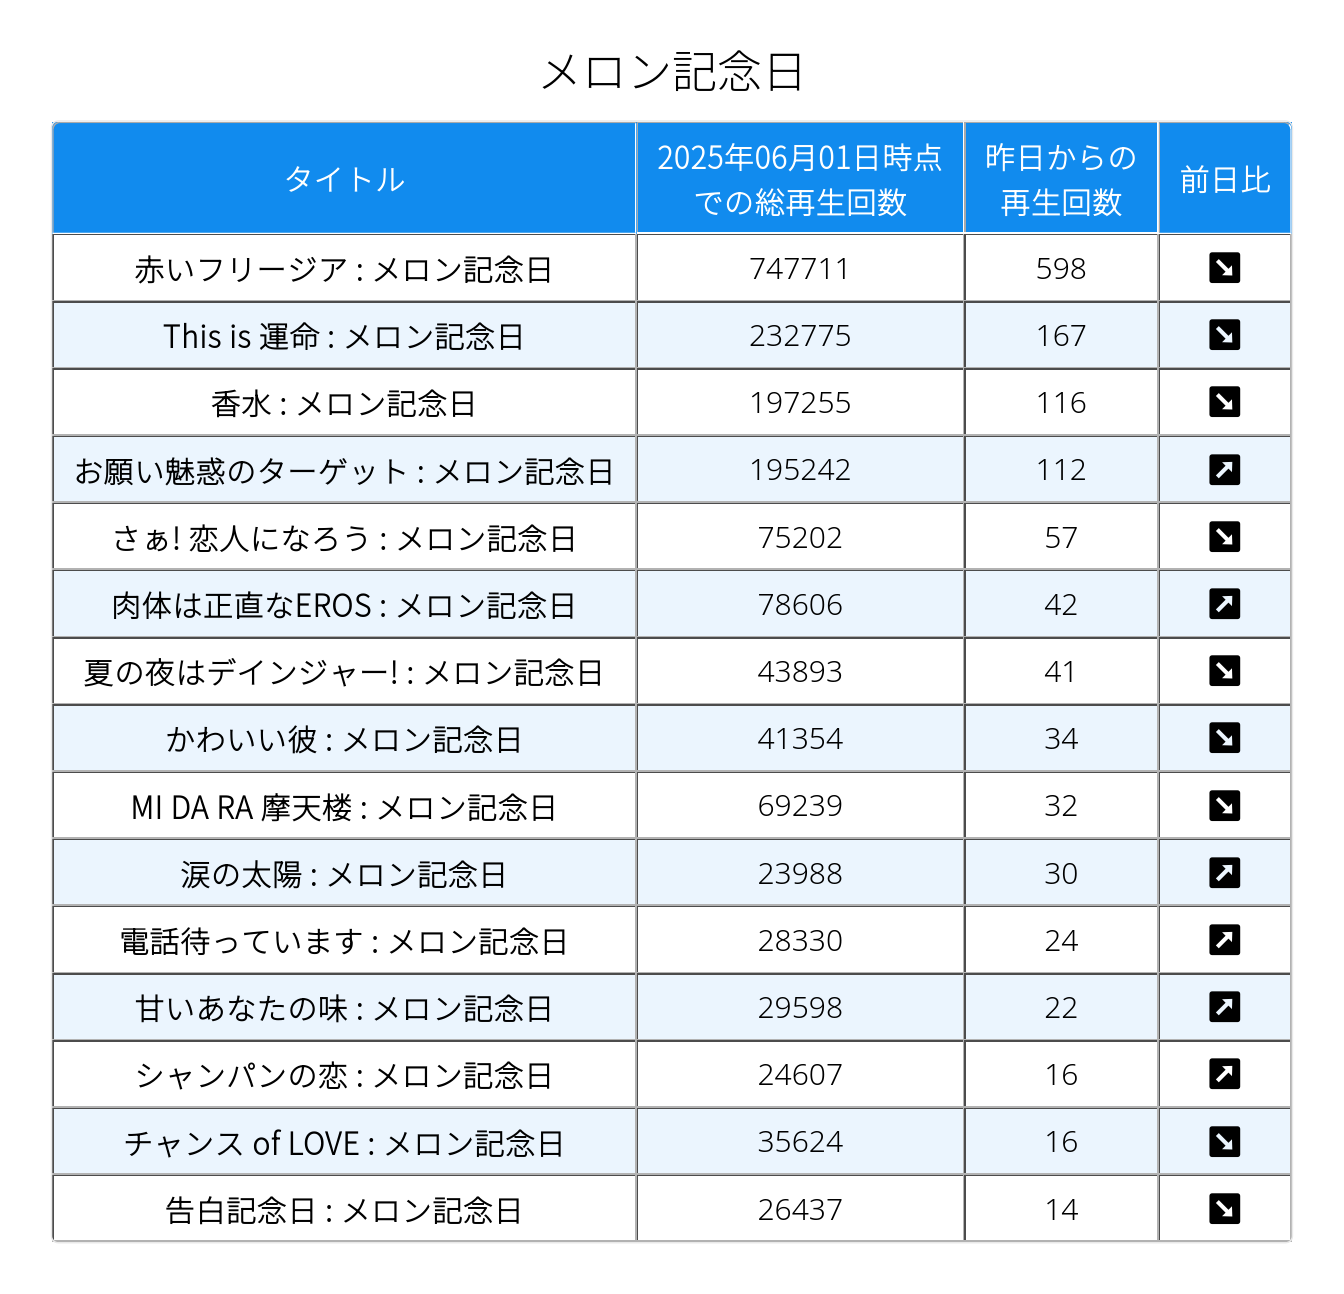 メロン記念日
タイトル
2025年06月01日時点
での総再生回数
昨日からの
再生回数
前日比
赤いフリージア : メロン記念日 747711 598 ↘
This is 運命 : メロン記念日 232775 167 ↘
香水 : メロン記念日 197255 116 ↘
お願い魅惑のターゲット : メロン記念日 195242 112 ↗
さぁ! 恋人になろう : メロン記念日 75202 57 ↘
肉体は正直なEROS : メロン記念日 78606 42 ↗
夏の夜はデインジャー! : メロン記念日 43893 41 ↘
かわいい彼 : メロン記念日 41354 34 ↘
MI DA RA 摩天楼 : メロン記念日 69239 32 ↘
涙の太陽 : メロン記念日 23988 30 ↗
電話待っています : メロン記念日 28330 24 ↗
甘いあなたの味 : メロン記念日 29598 22 ↗
シャンパンの恋 : メロン記念日 24607 16 ↗
チャンス of LOVE : メロン記念日 35624 16 ↘
告白記念日 : メロン記念日 26437 14 ↘